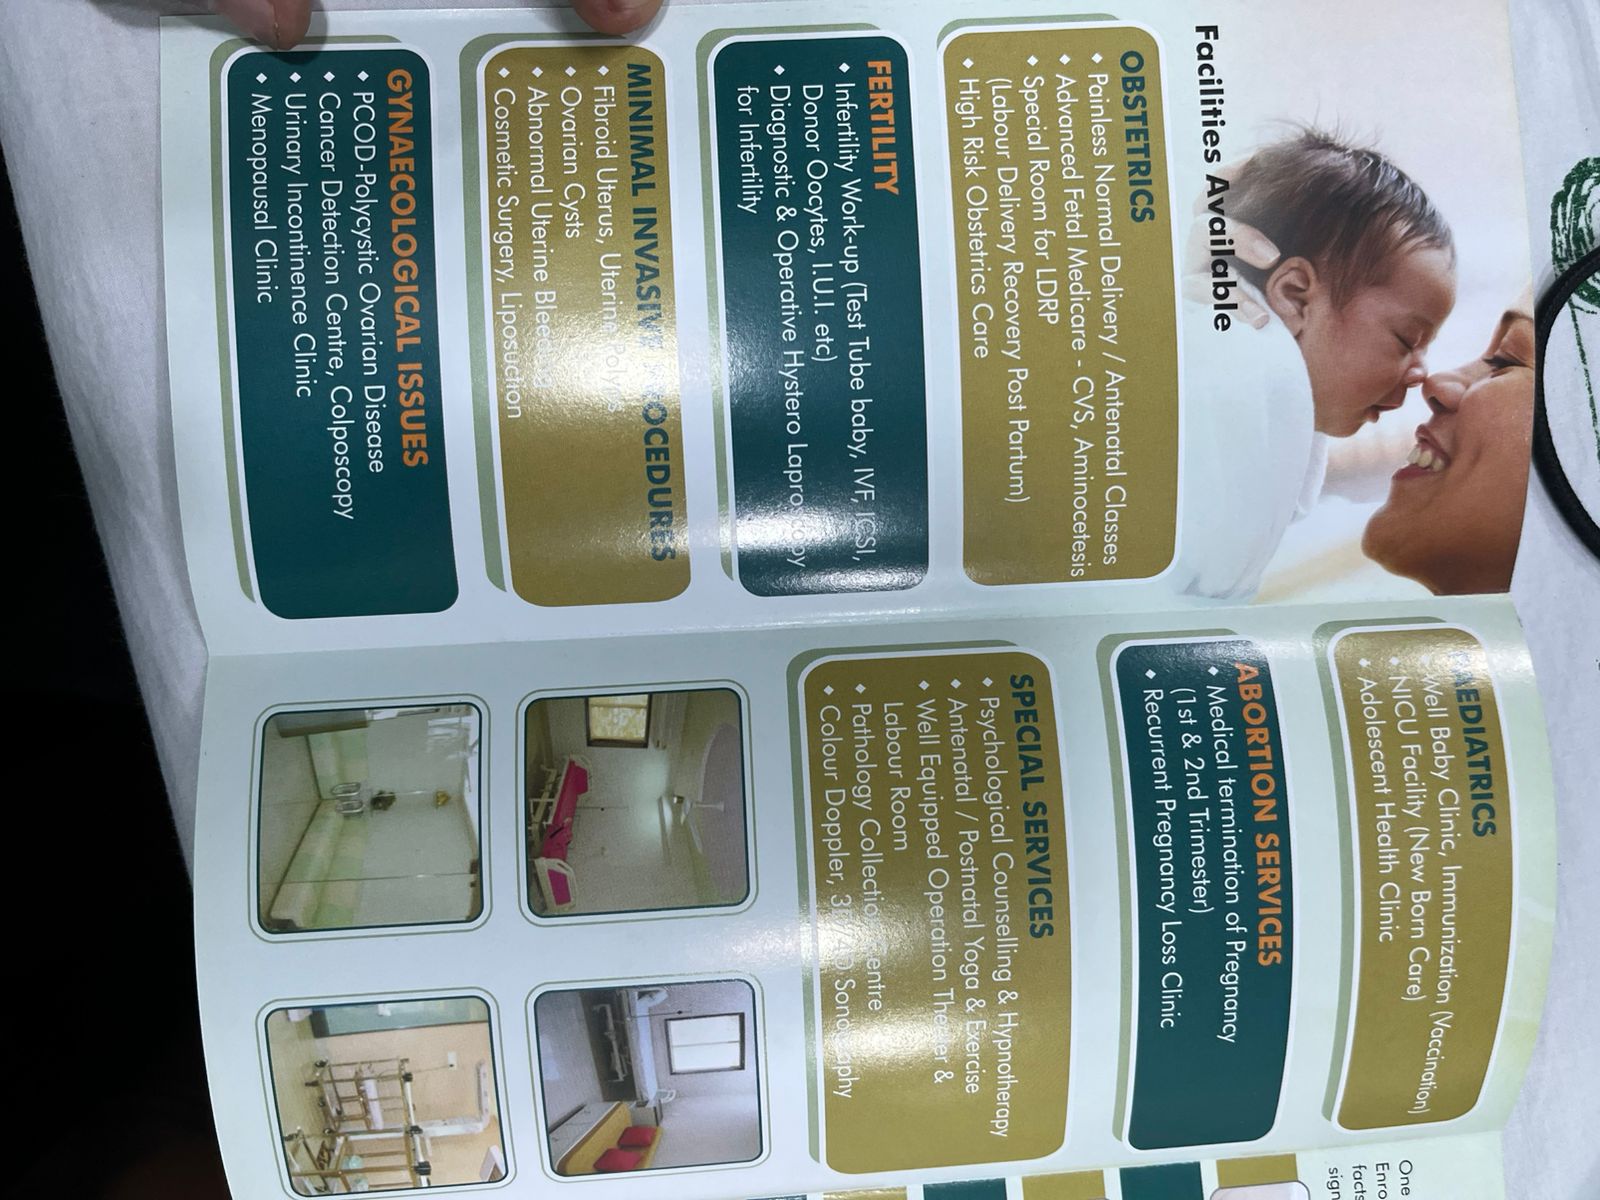 Facilities Available
OBSTETRICS
• Painless Normal Delivery / Antenatal Classes
• Advanced Fetal Medicare - CVS, Aminocetesis
• Special Room for LDRP
(Labour Delivery Recovery Post Partum)
• High Risk Obstetrics Care
FERTILITY
• Infertility Work-up (Test Tube baby, IVF, ICSI,
Donor Oocytes, I.U.I. etc)
• Diagnostic & Operative Hystero Laproscopy
for Infertility
MINIMAL INVASIVE PROCEDURES
• Fibroid Uterus, Uterine Polyps
• Ovarian Cysts
• Abnormal Uterine Bleeding
• Cosmetic Surgery, Liposuction
GYNAECOLOGICAL ISSUES
• PCOD-Polycystic Ovarian Disease
• Cancer Detection Centre, Colposcopy
• Urinary Incontinence Clinic
• Menopausal Clinic
PAEDIATRICS
• Well Baby Clinic, Immunization (Vaccination)
• NICU Facility (New Born Care)
• Adolescent Health Clinic
ABORTION SERVICES
• Medical termination of Pregnancy
(1st & 2nd Trimester)
• Recurrent Pregnancy Loss Clinic
SPECIAL SERVICES
• Psychological Counselling & Hypnotherapy
• Antenatal / Postnatal Yoga & Exercise
• Well Equipped Operation Theater &
Labour Room
• Pathology Collection Centre
• Colour Doppler, 3D/4D Sonography
One
Enro
facts
sign